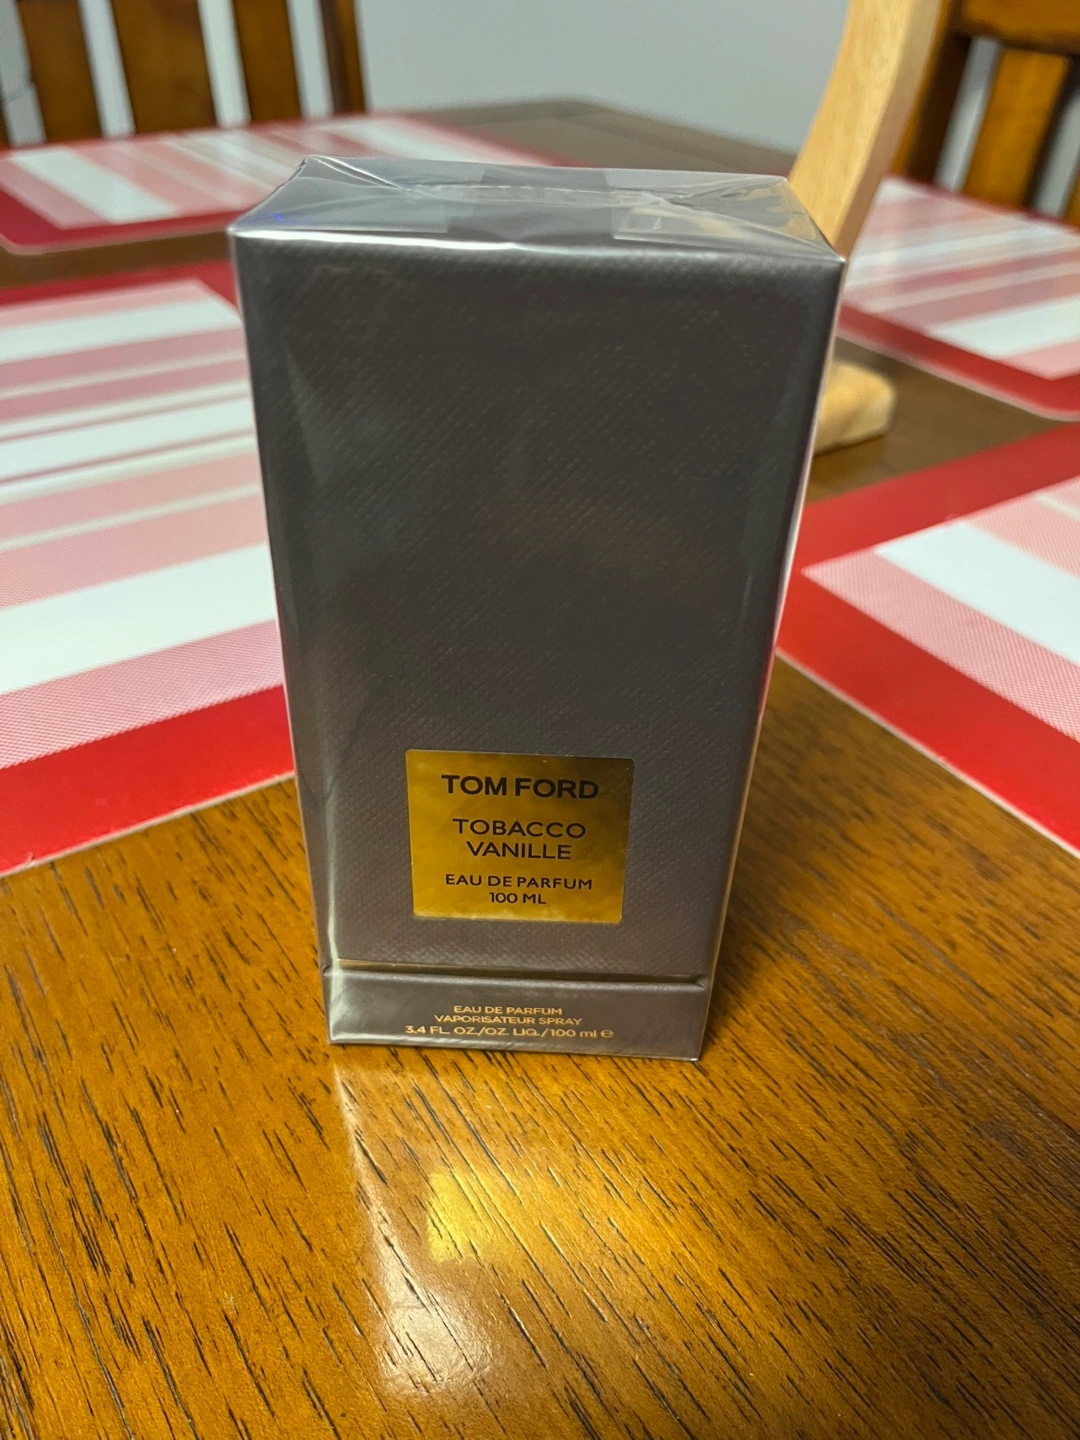 TOM FORD
TOBACCO
VANILLE
EAU DE PARFUM
100 ML
EAU DE PARFUM
VAPORISATEUR SPRAY
3.4 FL. OZ./OZ. LIQ./100 ml ℮